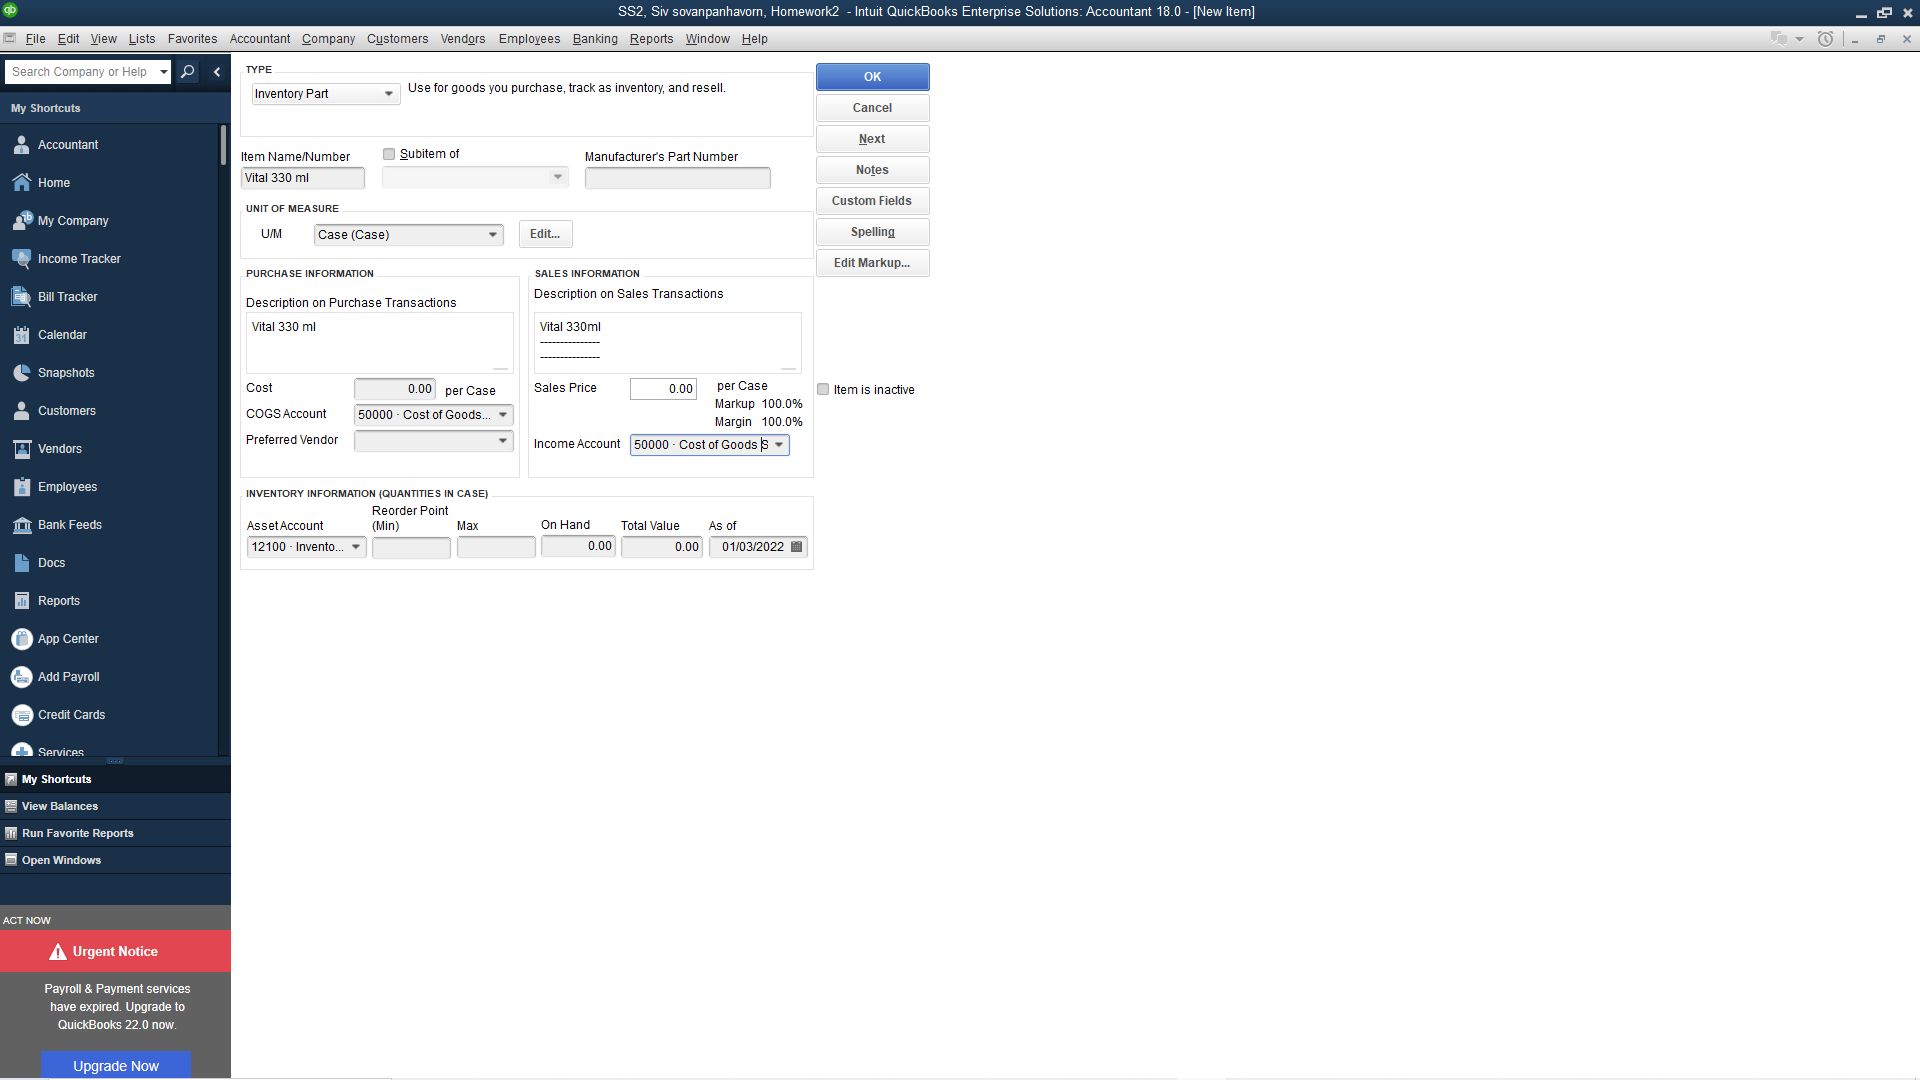 SS2, Siv sovanpanhavorn, Homework2 - Intuit QuickBooks Enterprise Solutions: Accountant 18.0 - [New Item]
File Edit View Lists Favorites Accountant Company Customers Vendors Employees Banking Reports Window Help
Search Company or Help
My Shortcuts
Accountant
Home
My Company
Income Tracker
Bill Tracker
Calendar
Snapshots
Customers
Vendors
Employees
Bank Feeds
Docs
Reports
App Center
Add Payroll
Credit Cards
Services
My Shortcuts
View Balances
Run Favorite Reports
Open Windows
ACT NOW
Urgent Notice
Payroll & Payment services
have expired. Upgrade to
QuickBooks 22.0 now.
Upgrade Now
TYPE
Inventory Part
Use for goods you purchase, track as inventory, and resell.
Item Name/Number
Subitem of
Manufacturer's Part Number
Vital 330 ml
UNIT OF MEASURE
U/M
Case (Case)
Edit...
PURCHASE INFORMATION
Description on Purchase Transactions
Vital 330 ml
Cost
0.00
per Case
COGS Account
50000 · Cost of Goods...
Preferred Vendor
SALES INFORMATION
Description on Sales Transactions
Vital 330ml
---------------
---------------
Sales Price
0.00
per Case
Markup 100.0%
Margin 100.0%
Income Account
50000 · Cost of Goods S
INVENTORY INFORMATION (QUANTITIES IN CASE)
Asset Account
Reorder Point
(Min)
Max
On Hand
Total Value
As of
12100 · Invento...
0.00
0.00
01/03/2022
OK
Cancel
Next
Notes
Custom Fields
Spelling
Edit Markup...
Item is inactive